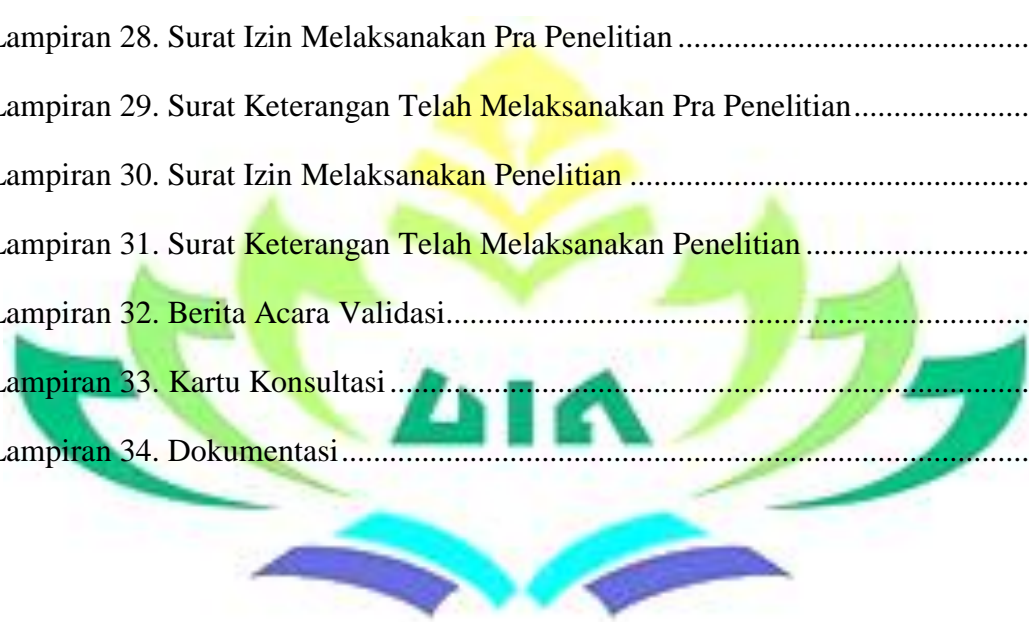 Lampiran 28. Surat Izin Melaksanakan Pra Penelitian ............................................
Lampiran 29. Surat Keterangan Telah Melaksanakan Pra Penelitian......................
Lampiran 30. Surat Izin Melaksanakan Penelitian ..................................................
Lampiran 31. Surat Keterangan Telah Melaksanakan Penelitian ............................
Lampiran 32. Berita Acara Validasi.........................................................................
Lampiran 33. Kartu Konsultasi ................................................................................
UIN
Lampiran 34. Dokumentasi......................................................................................